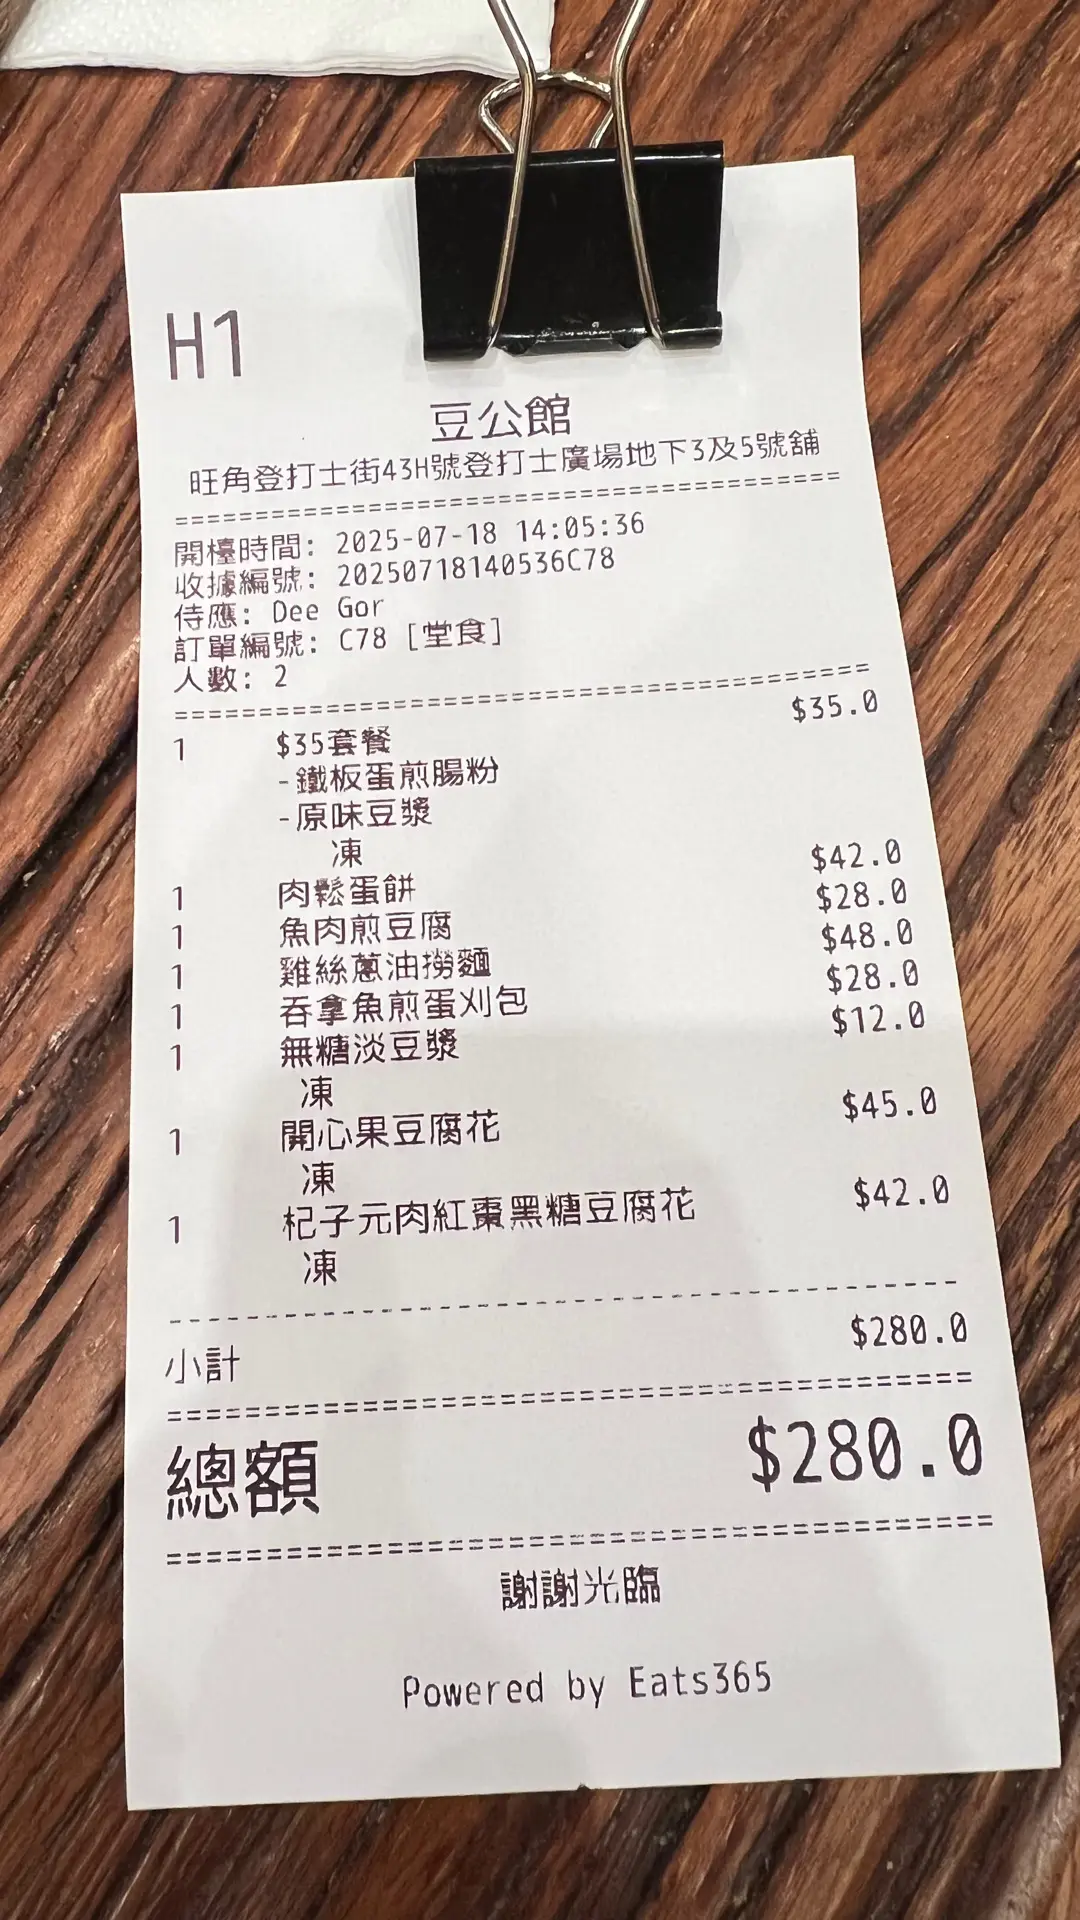 H1
豆公館
旺角登打士街43H號登打士廣場地下3及5號舖
========================================
開檯時間: 2025-07-18 14:05:36
收據編號: 20250718140536C78
侍應: Dee Gor
訂單編號: C78 [堂食]
人數: 2
========================================
1 $35套餐 $35.0
-鐵板蛋煎腸粉
-原味豆漿
凍
1 肉鬆蛋餅 $42.0
1 魚肉煎豆腐 $28.0
1 雞絲蔥油撈麵 $48.0
1 吞拿魚煎蛋刈包 $28.0
1 無糖淡豆漿 $12.0
凍
1 開心果豆腐花 $45.0
凍
1 杞子元肉紅棗黑糖豆腐花 $42.0
凍
----------------------------------------
小計 $280.0
========================================
總額 $280.0
========================================
謝謝光臨
Powered by Eats365